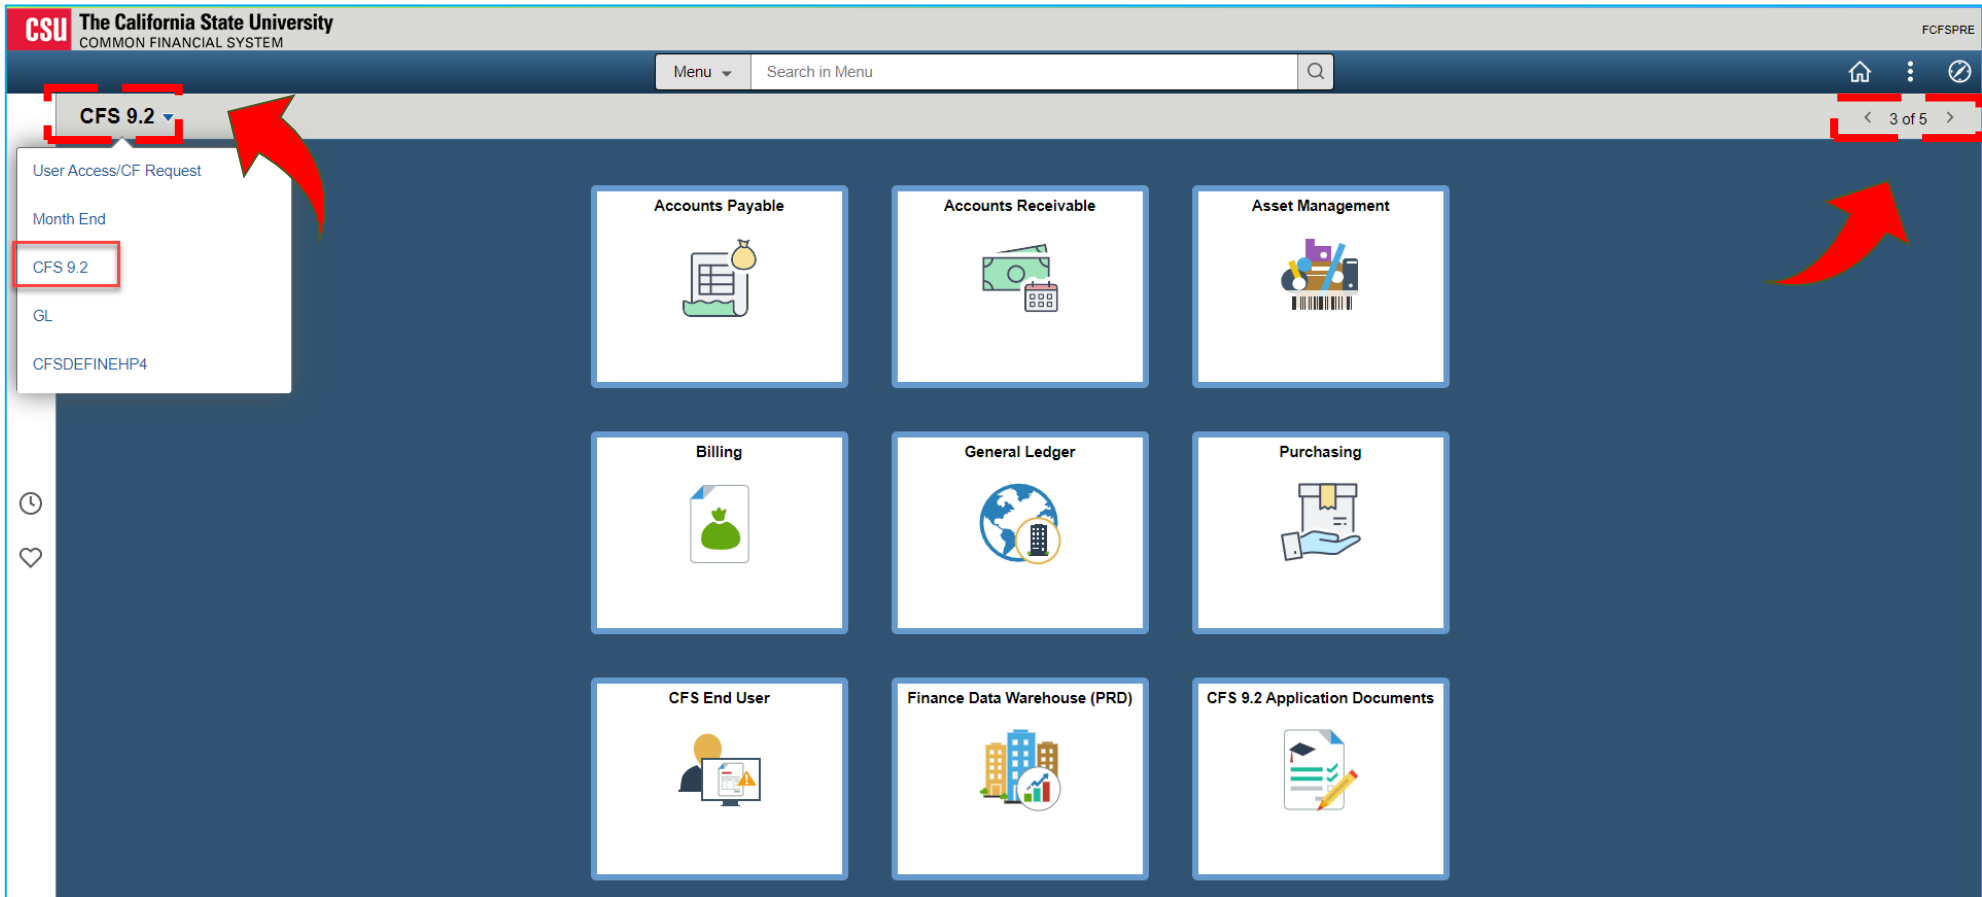 CSU
The California State University
COMMON FINANCIAL SYSTEM
FCFSPRE
Menu
Search in Menu
CFS 9.2
3 of 5
User Access/CF Request
Month End
CFS 9.2
GL
CFSDEFINEHP4
Accounts Payable
Accounts Receivable
Asset Management
Billing
General Ledger
Purchasing
CFS End User
Finance Data Warehouse (PRD)
CFS 9.2 Application Documents